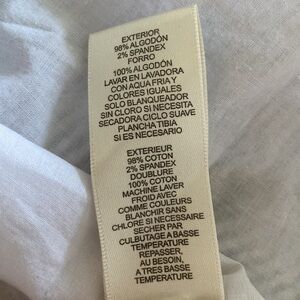 EXTERIOR
98% ALGODÓN
2% SPANDEX
FORRO
100% ALGODÓN
LAVAR EN LAVADORA
CON AQUA FRIA Y
COLORES IGUALES
SOLO BLANQUEADOR
SIN CLORO SI NECESITA
SECADORA,CICLO SUAVE
PLANCHA TIBIA
SI ES NECESARIO
EXTERIEUR
98% COTON
2% SPANDEX
DOUBLURE
100% COTON
MACHINE LAVER
FROID AVEC
COMME COULEURS
BLANCHIR SANS
CHLORE SI NECESSAIRE
SECHER PAR
CULBUTAGE A BASSE
TEMPERATURE
REPASSER,
AU BESOIN,
A TRES BASSE
TEMPERATURE